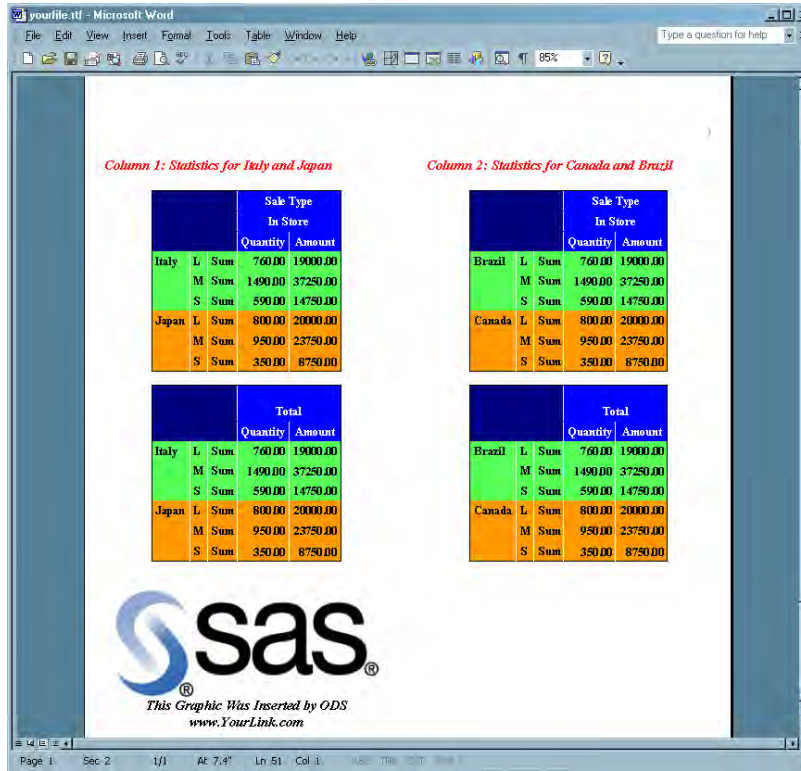 yourfile.rtf - Microsoft Word
File Edit View Insert Format Tools Table Window Help
Type a question for help
85%
1
Column 1: Statistics for Italy and Japan
Sale Type
In Store
Quantity Amount
Italy L Sum 760.00 19000.00
M Sum 1490.00 37250.00
S Sum 590.00 14750.00
Japan L Sum 800.00 20000.00
M Sum 950.00 23750.00
S Sum 350.00 8750.00
Total
Quantity Amount
Italy L Sum 760.00 19000.00
M Sum 1490.00 37250.00
S Sum 590.00 14750.00
Japan L Sum 800.00 20000.00
M Sum 950.00 23750.00
S Sum 350.00 8750.00
Column 2: Statistics for Canada and Brazil
Sale Type
In Store
Quantity Amount
Brazil L Sum 760.00 19000.00
M Sum 1490.00 37250.00
S Sum 590.00 14750.00
Canada L Sum 800.00 20000.00
M Sum 950.00 23750.00
S Sum 350.00 8750.00
Total
Quantity Amount
Brazil L Sum 760.00 19000.00
M Sum 1490.00 37250.00
S Sum 590.00 14750.00
Canada L Sum 800.00 20000.00
M Sum 950.00 23750.00
S Sum 350.00 8750.00
sas®
®
This Graphic Was Inserted by ODS
www.YourLink.com
Page 1 Sec 2 1/1 At 7.4" Ln 51 Col 1